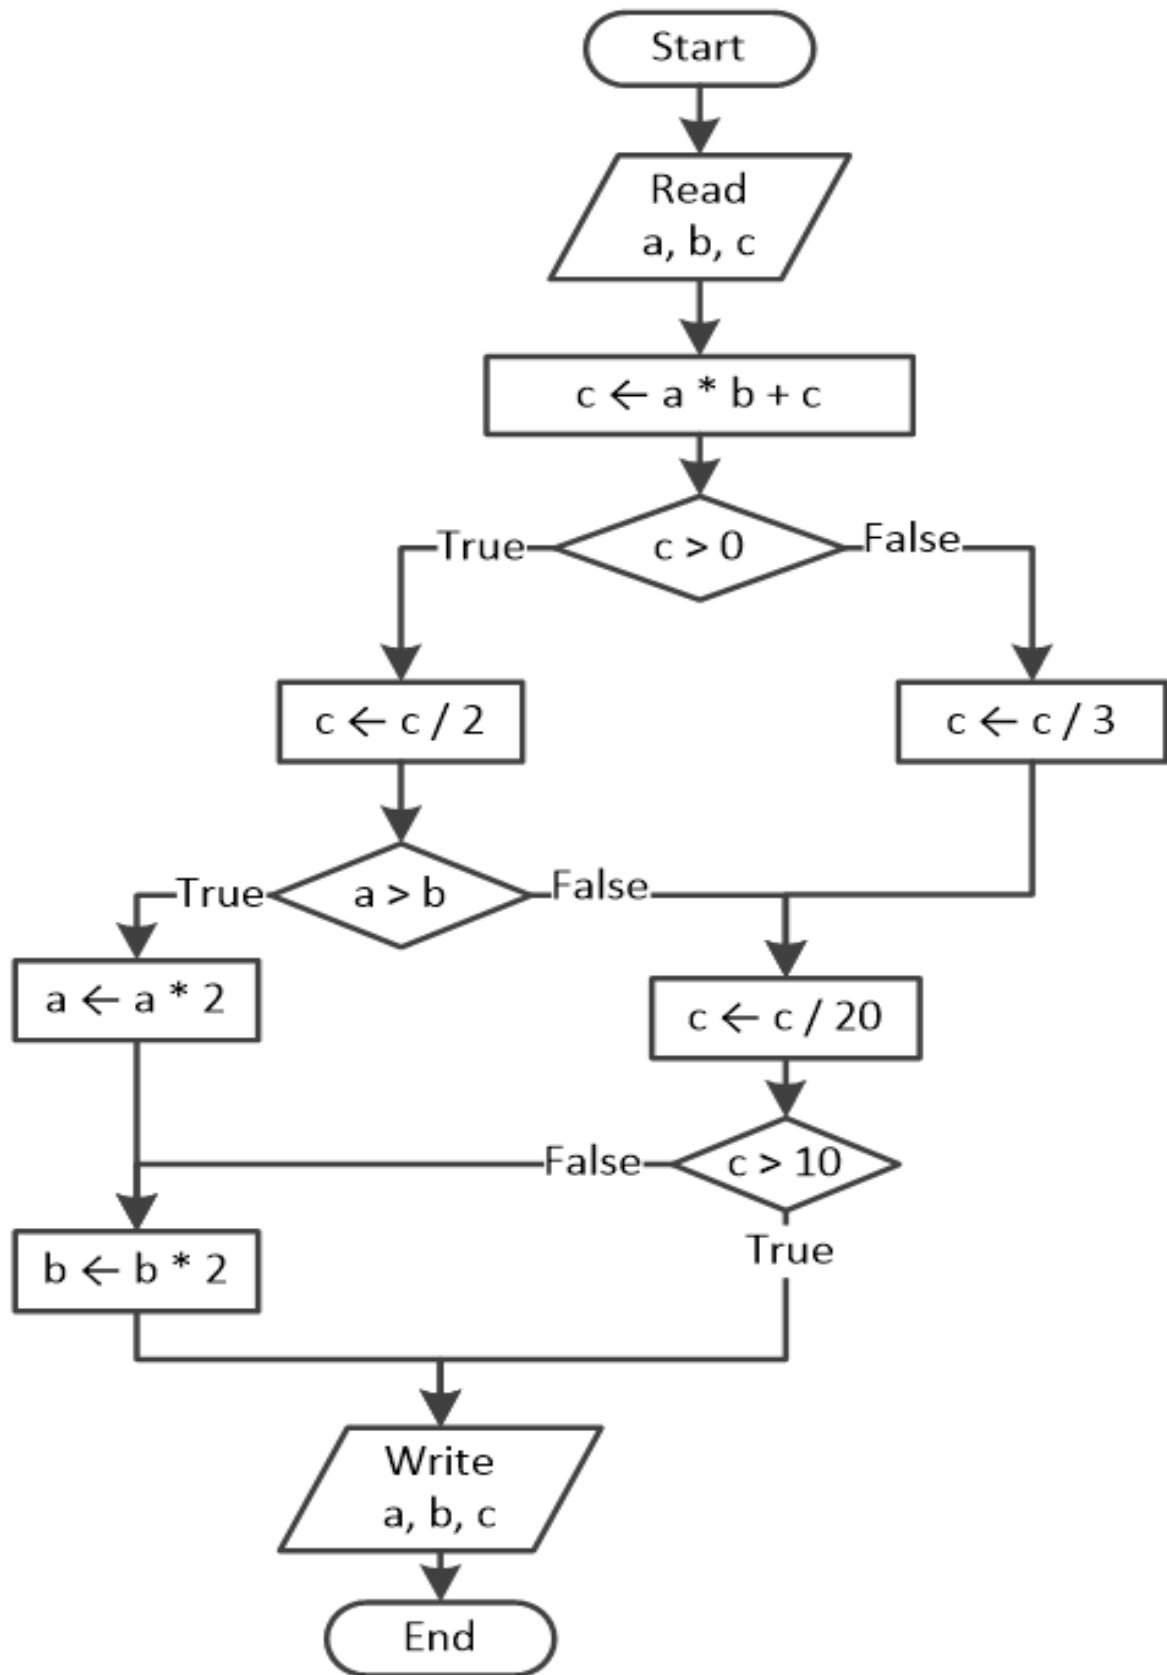 Start
Read
a, b, c
c ← a * b + c
c > 0
True
False
c ← c / 2
c ← c / 3
a > b
True
False
a ← a * 2
c ← c / 20
c > 10
False
True
b ← b * 2
Write
a, b, c
End